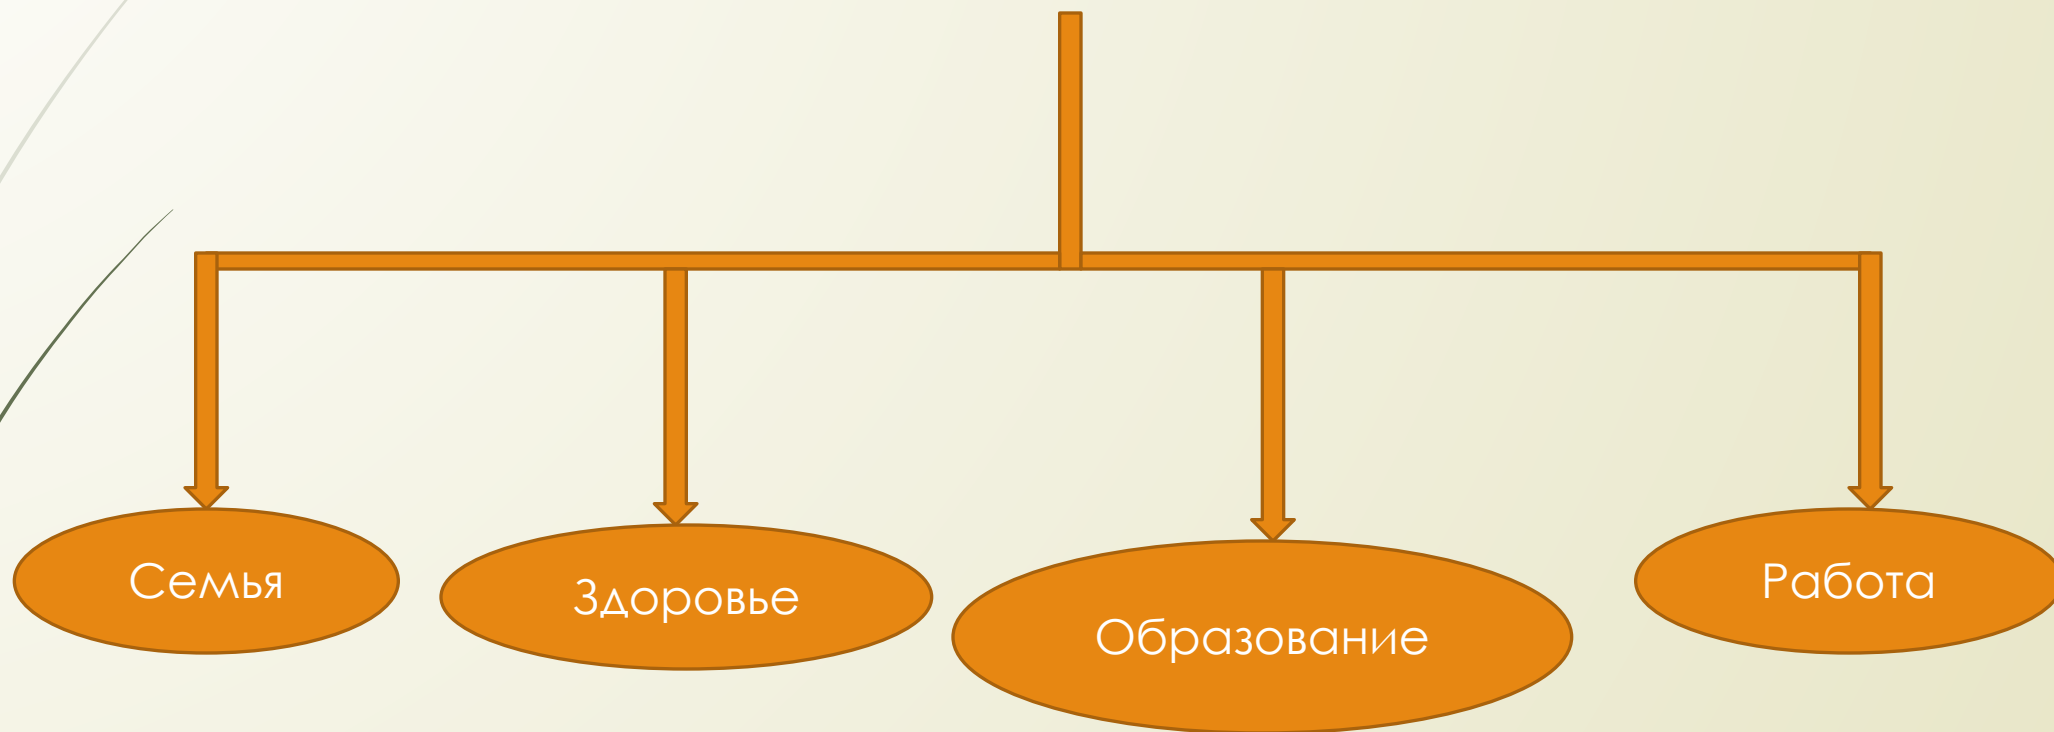 Семья
Здоровье
Образование
Работа